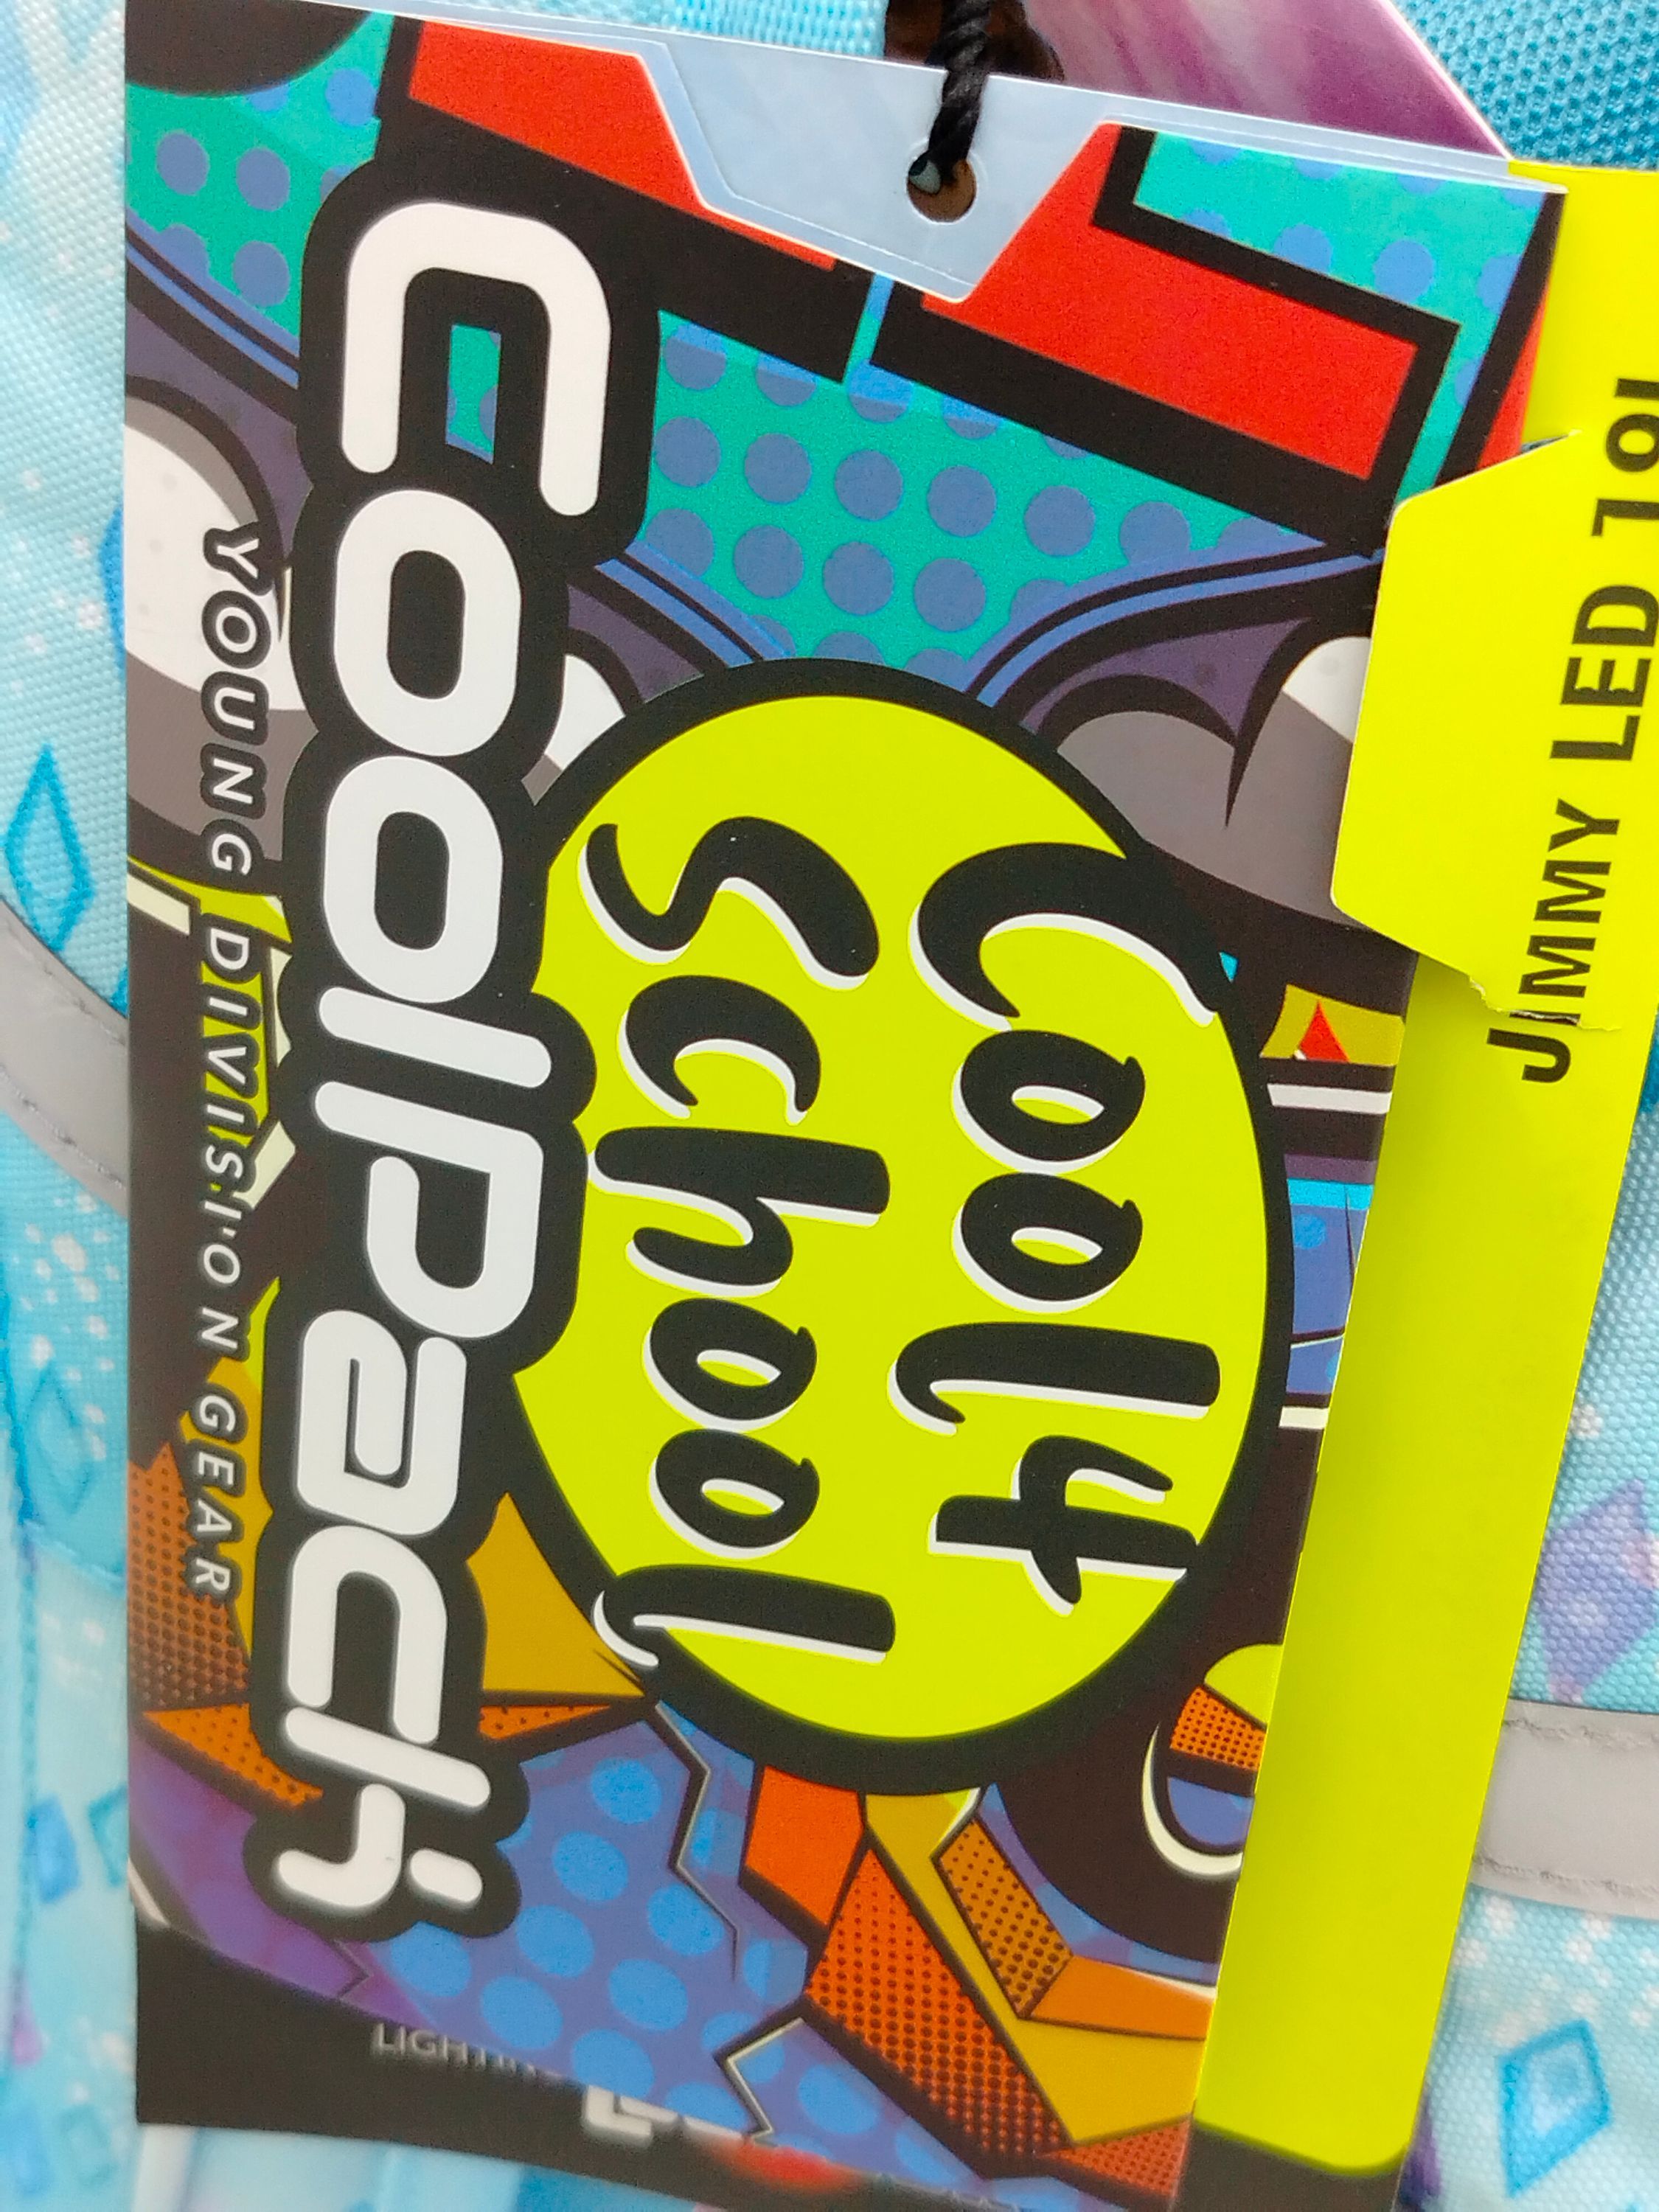 Cool 4
School
coolpack
YOUNG DIVISION GEAR
JIMMY LED 19L